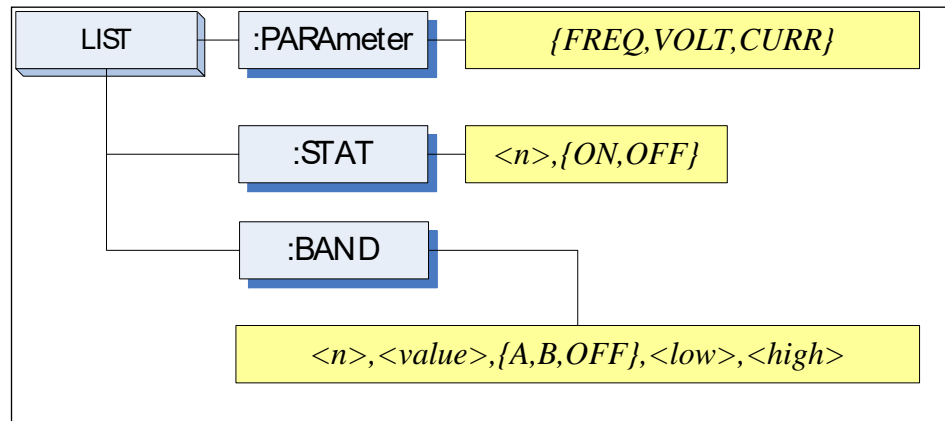 LIST :PARAmeter {FREQ,VOLT,CURR}
:STAT <n>,{ON,OFF}
:BAND
<n>,<value>,{A,B,OFF},<low>,<high>